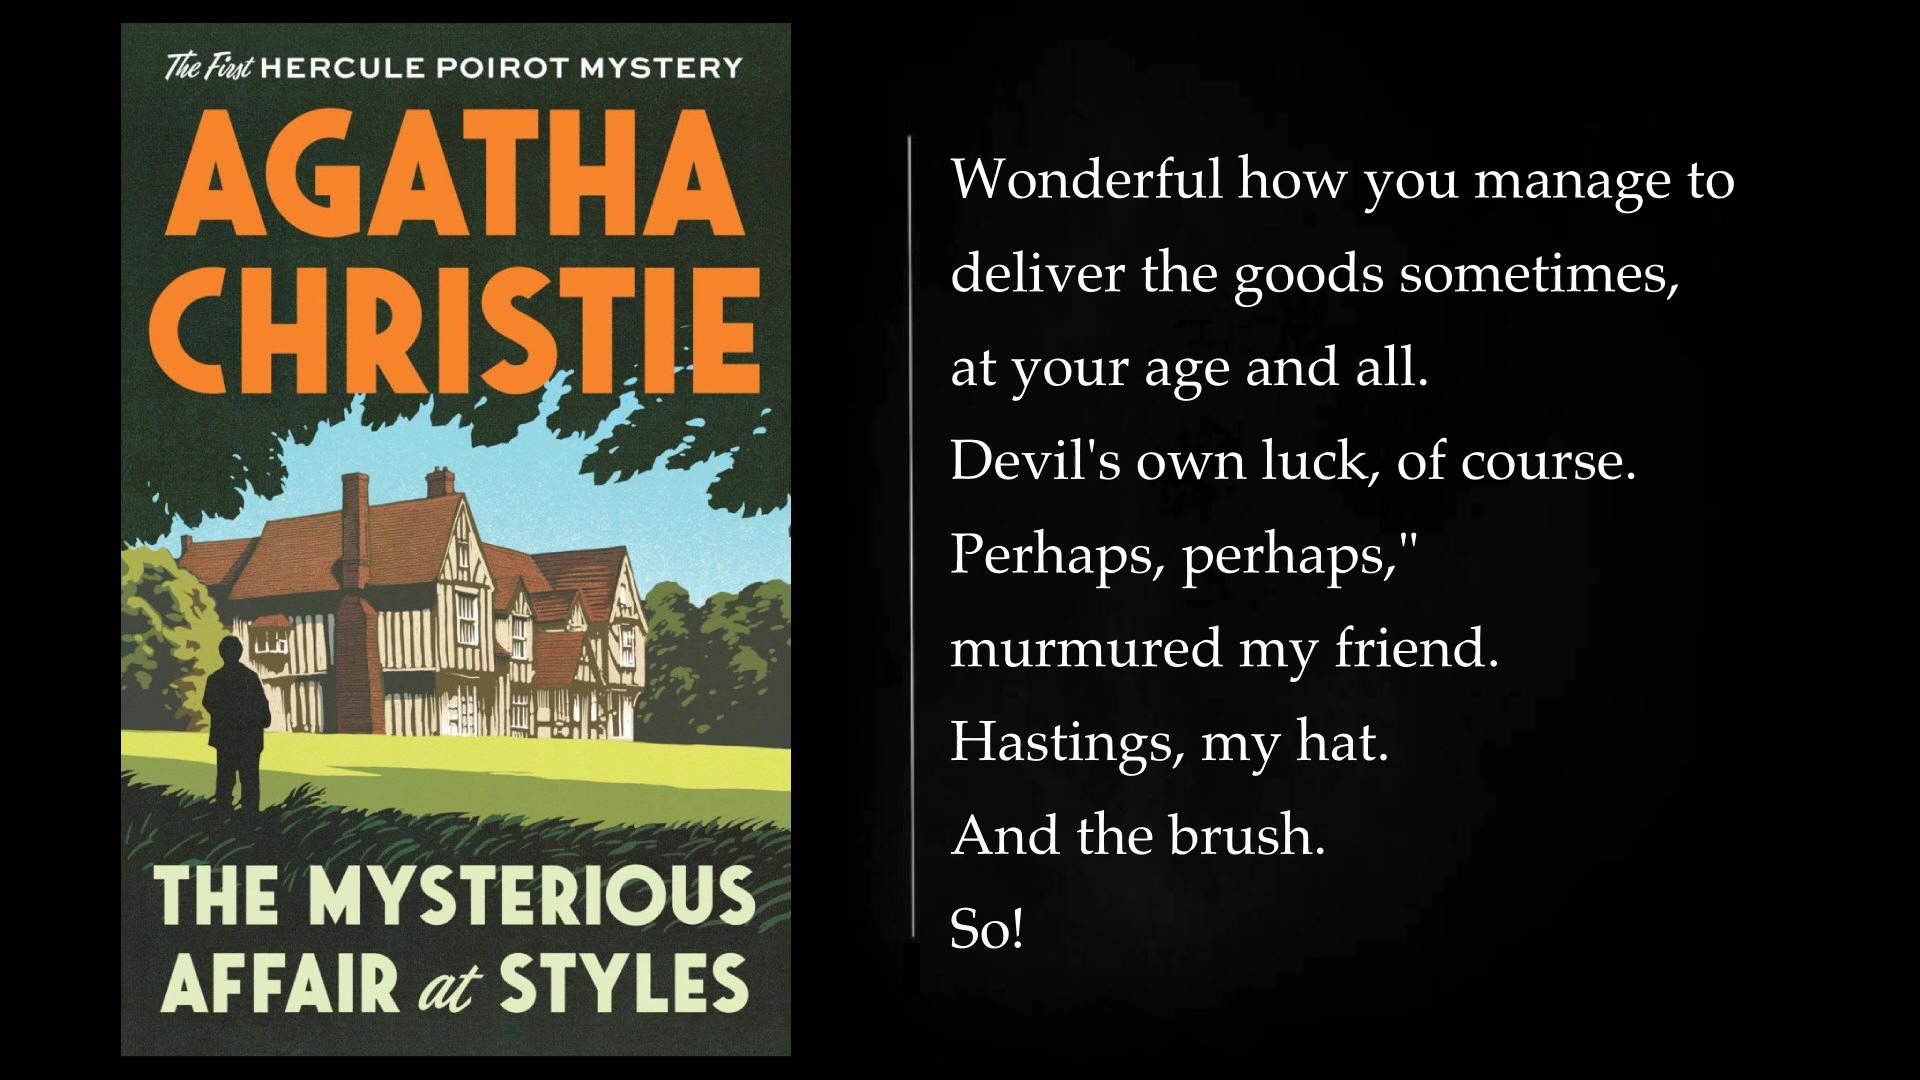 The First HERCULE POIROT MYSTERY
AGATHA
CHRISTIE
THE MYSTERIOUS
AFFAIR at STYLES
Wonderful how you manage to
deliver the goods sometimes,
at your age and all.
Devil's own luck, of course.
Perhaps, perhaps,"
murmured my friend.
Hastings, my hat.
And the brush.
So!